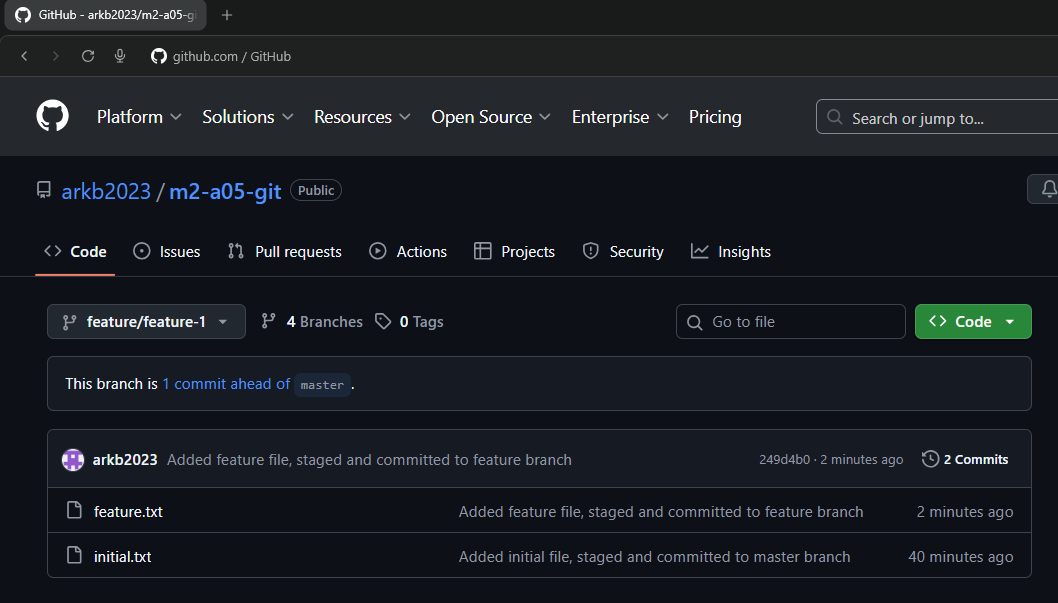 GitHub - arkb2023/m2-a05-g
github.com / GitHub
Platform Solutions Resources Open Source Enterprise Pricing Search or jump to...
arkb2023 / m2-a05-git Public
Code Issues Pull requests Actions Projects Security Insights
feature/feature-1 4 Branches 0 Tags Go to file Code
This branch is 1 commit ahead of master .
arkb2023 Added feature file, staged and committed to feature branch 249d4b0 · 2 minutes ago 2 Commits
feature.txt Added feature file, staged and committed to feature branch 2 minutes ago
initial.txt Added initial file, staged and committed to master branch 40 minutes ago